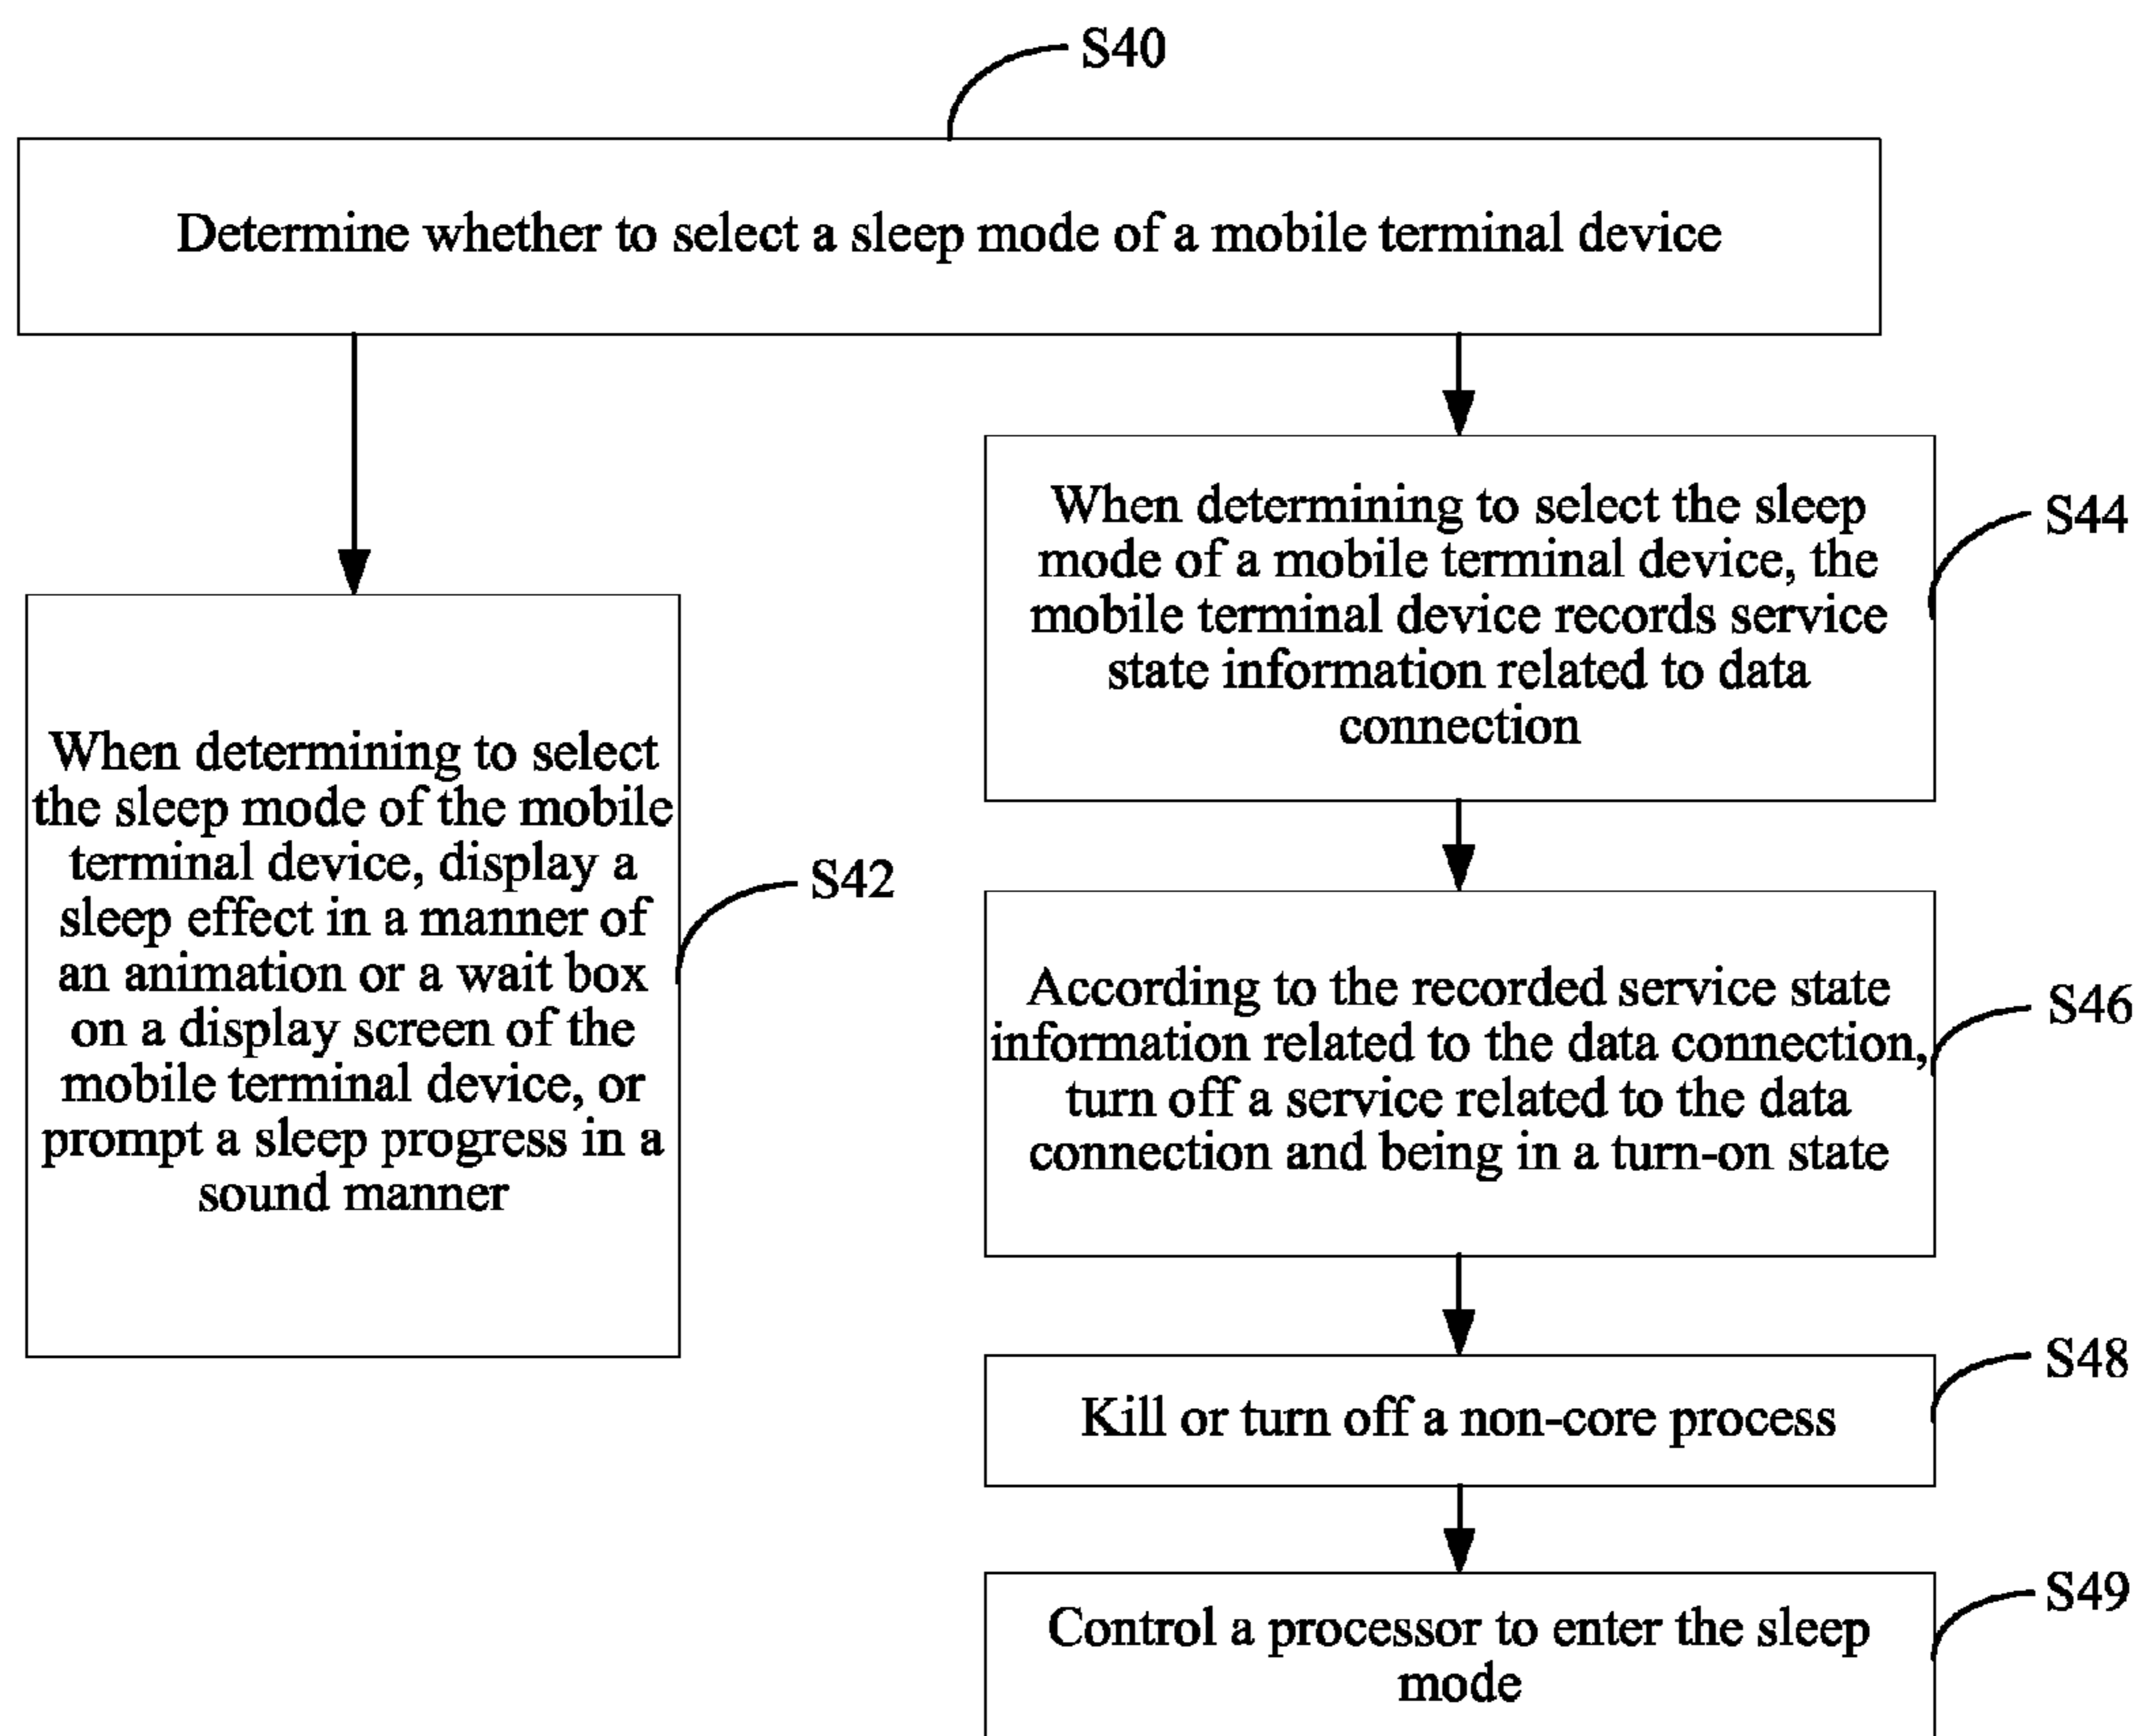 S40
Determine whether to select a sleep mode of a mobile terminal device
When determining to select the sleep
mode of a mobile terminal device, the
mobile terminal device records service
state information related to data
connection
S44
When determining to select
the sleep mode of the mobile
terminal device, display a
sleep effect in a manner of
an animation or a wait box
on a display screen of the
mobile terminal device, or
prompt a sleep progress in a
sound manner
S42
According to the recorded service state
information related to the data connection,
turn off a service related to the data
connection and being in a turn-on state
S46
Kill or turn off a non-core process
S48
Control a processor to enter the sleep
mode
S49